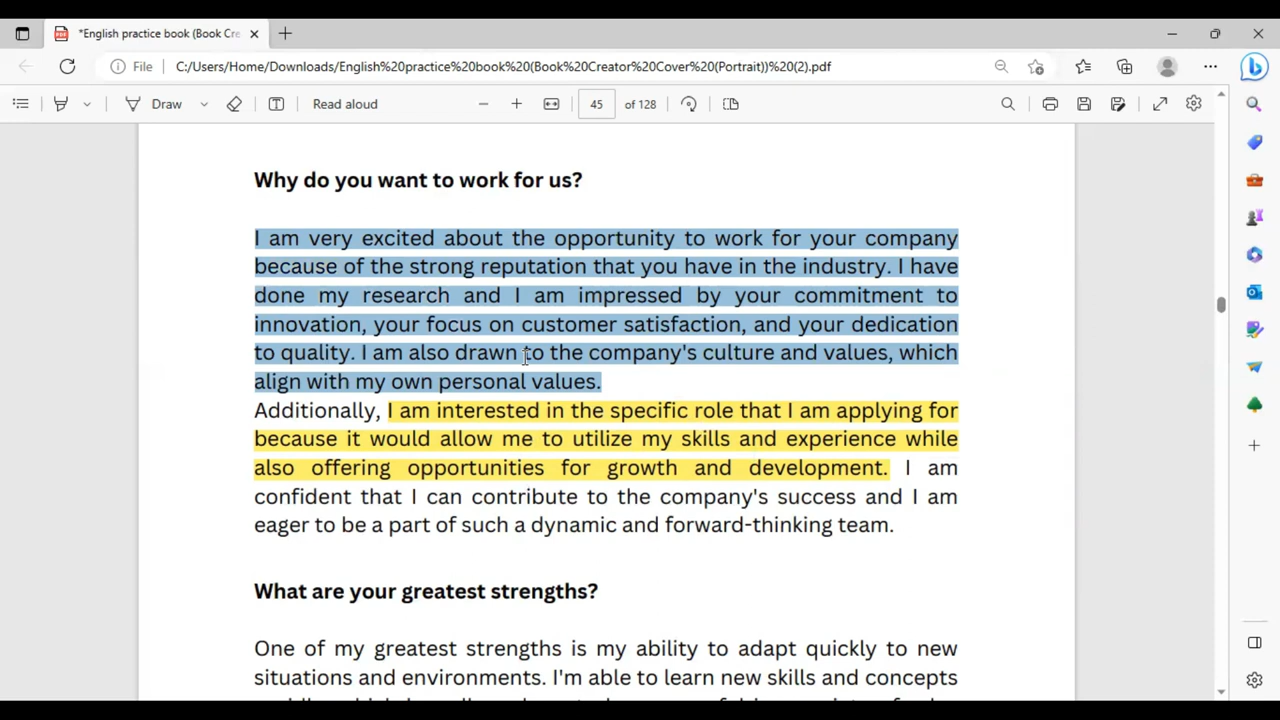 *English practice book (Book Cre
File
C:/Users/Home/Downloads/English%20practice%20book%20(Book%20Creator%20Cover%20(Portrait))%20(2).pdf
Draw
Read aloud
45
of 128
Why do you want to work for us?
I am very excited about the opportunity to work for your company
because of the strong reputation that you have in the industry. I have
done my research and I am impressed by your commitment to
innovation, your focus on customer satisfaction, and your dedication
to quality. I am also drawn to the company's culture and values, which
align with my own personal values.
Additionally, I am interested in the specific role that I am applying for
because it would allow me to utilize my skills and experience while
also offering opportunities for growth and development. I am
confident that I can contribute to the company's success and I am
eager to be a part of such a dynamic and forward-thinking team.
What are your greatest strengths?
One of my greatest strengths is my ability to adapt quickly to new
situations and environments. I'm able to learn new skills and concepts